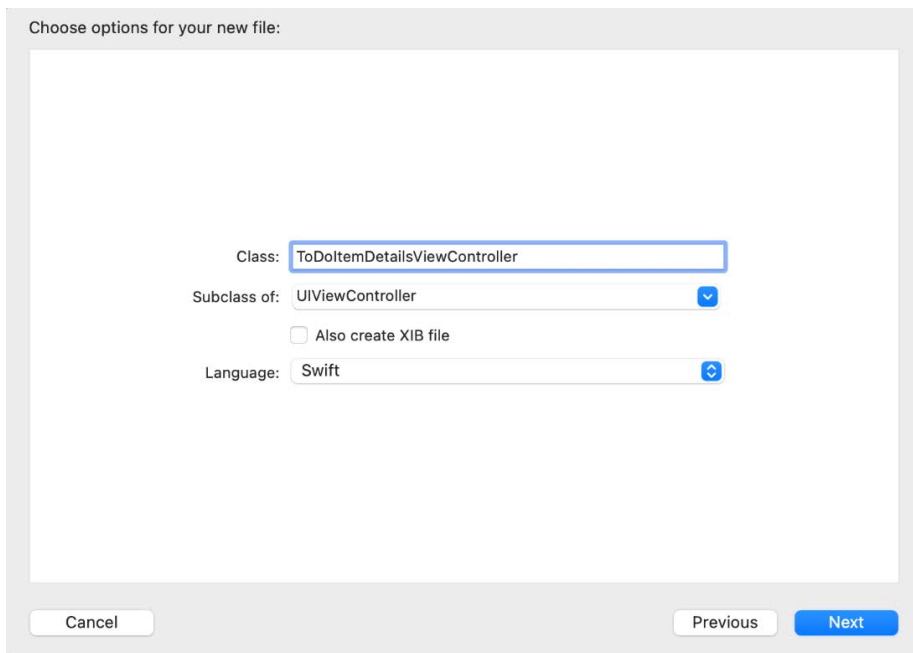 Choose options for your new file:
Class: ToDoItemDetailsViewController
Subclass of: UIViewController
Also create XIB file
Language: Swift
Cancel Previous Next